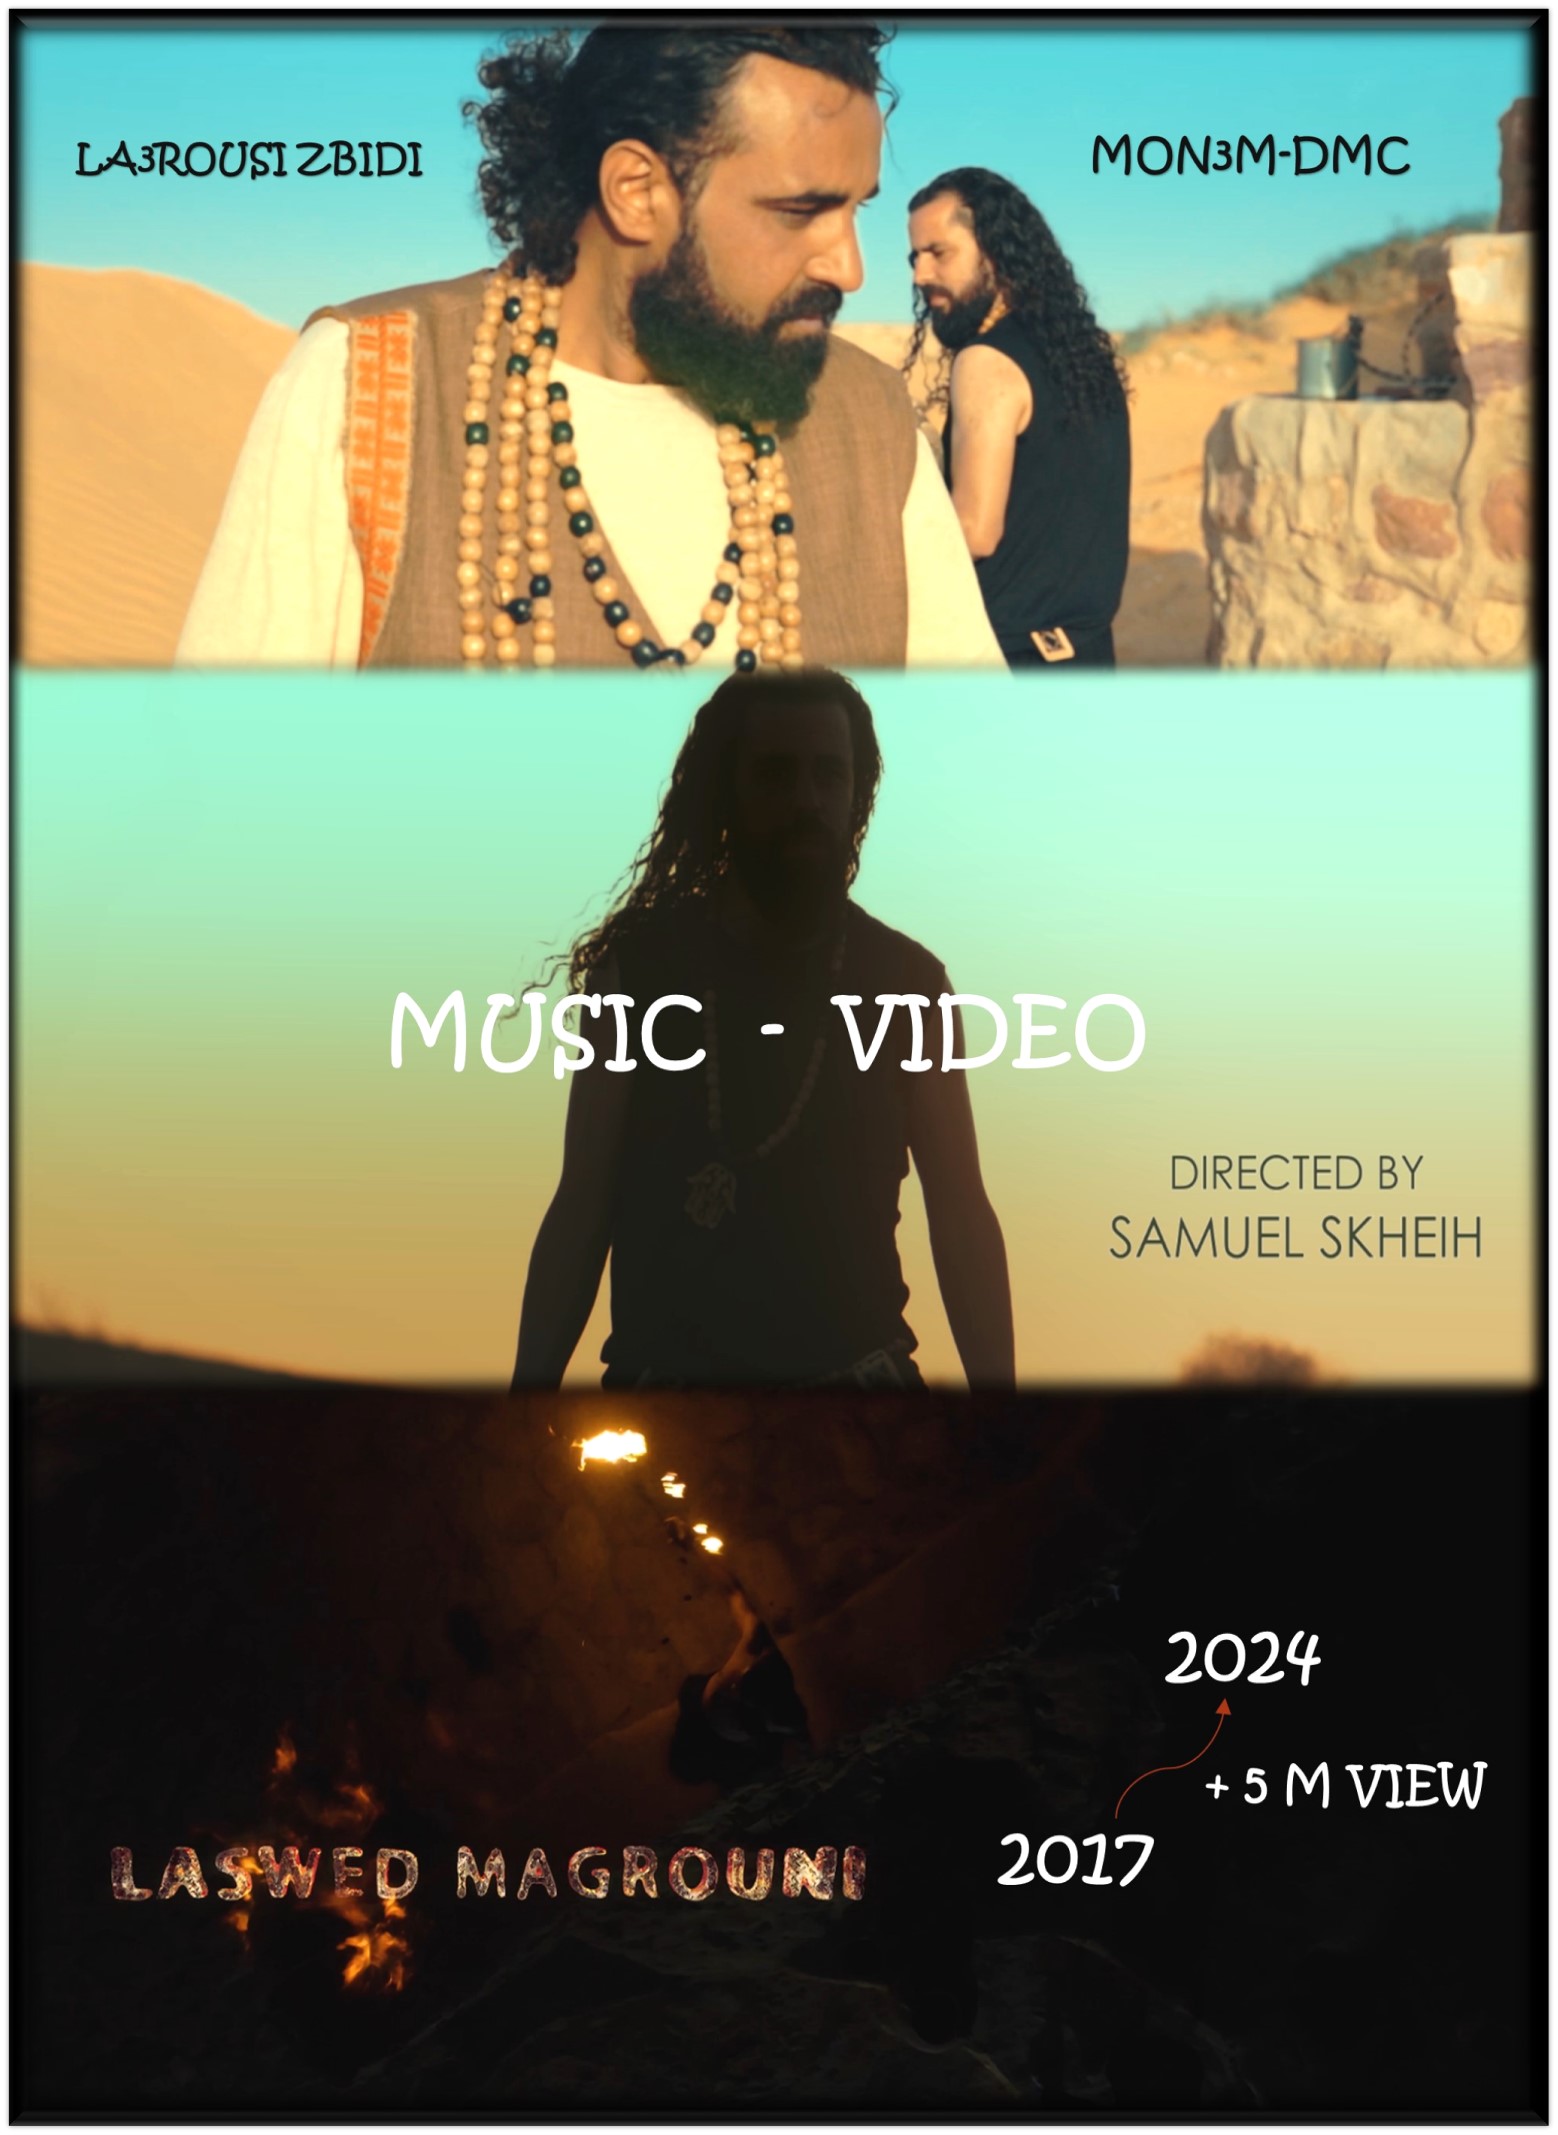 LA3ROUSI ZBIDI
MON3M-DMC
MUSIC - VIDEO
DIRECTED BY
SAMUEL SKHEIH
2024
+ 5 M VIEW
2017
LASWED MAGROUNI